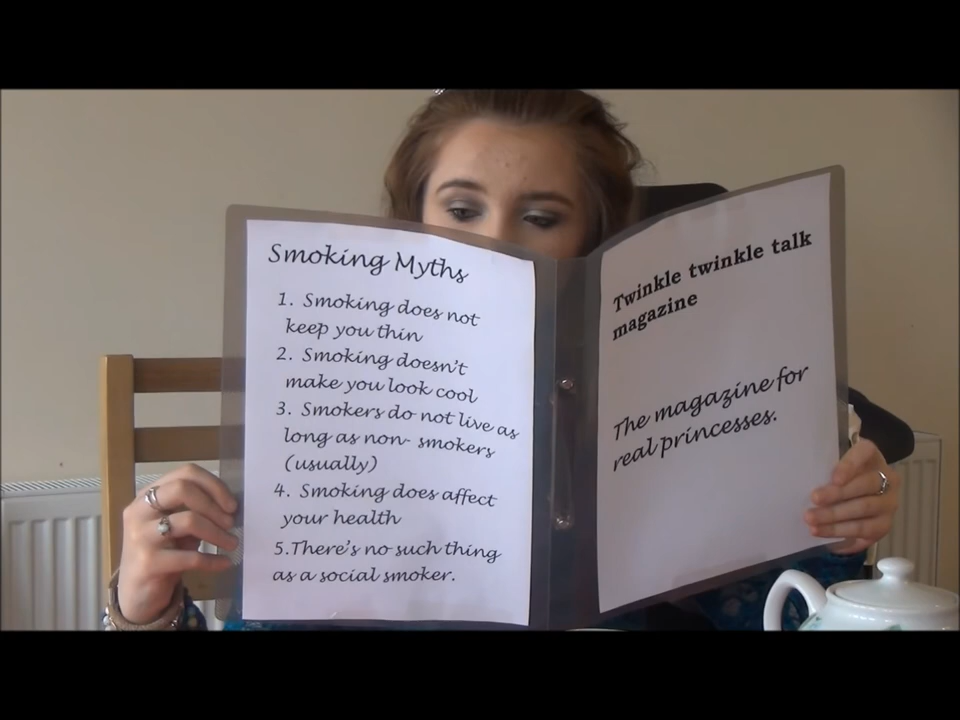 Smoking Myths
1. Smoking does not
keep you thin
2. Smoking doesn't
make you look cool
3. Smokers do not live as
long as non- smokers
(usually)
4. Smoking does affect
your health
5.There's no such thing
as a social smoker.
Twinkle twinkle talk
magazine
The magazine for
real princesses.